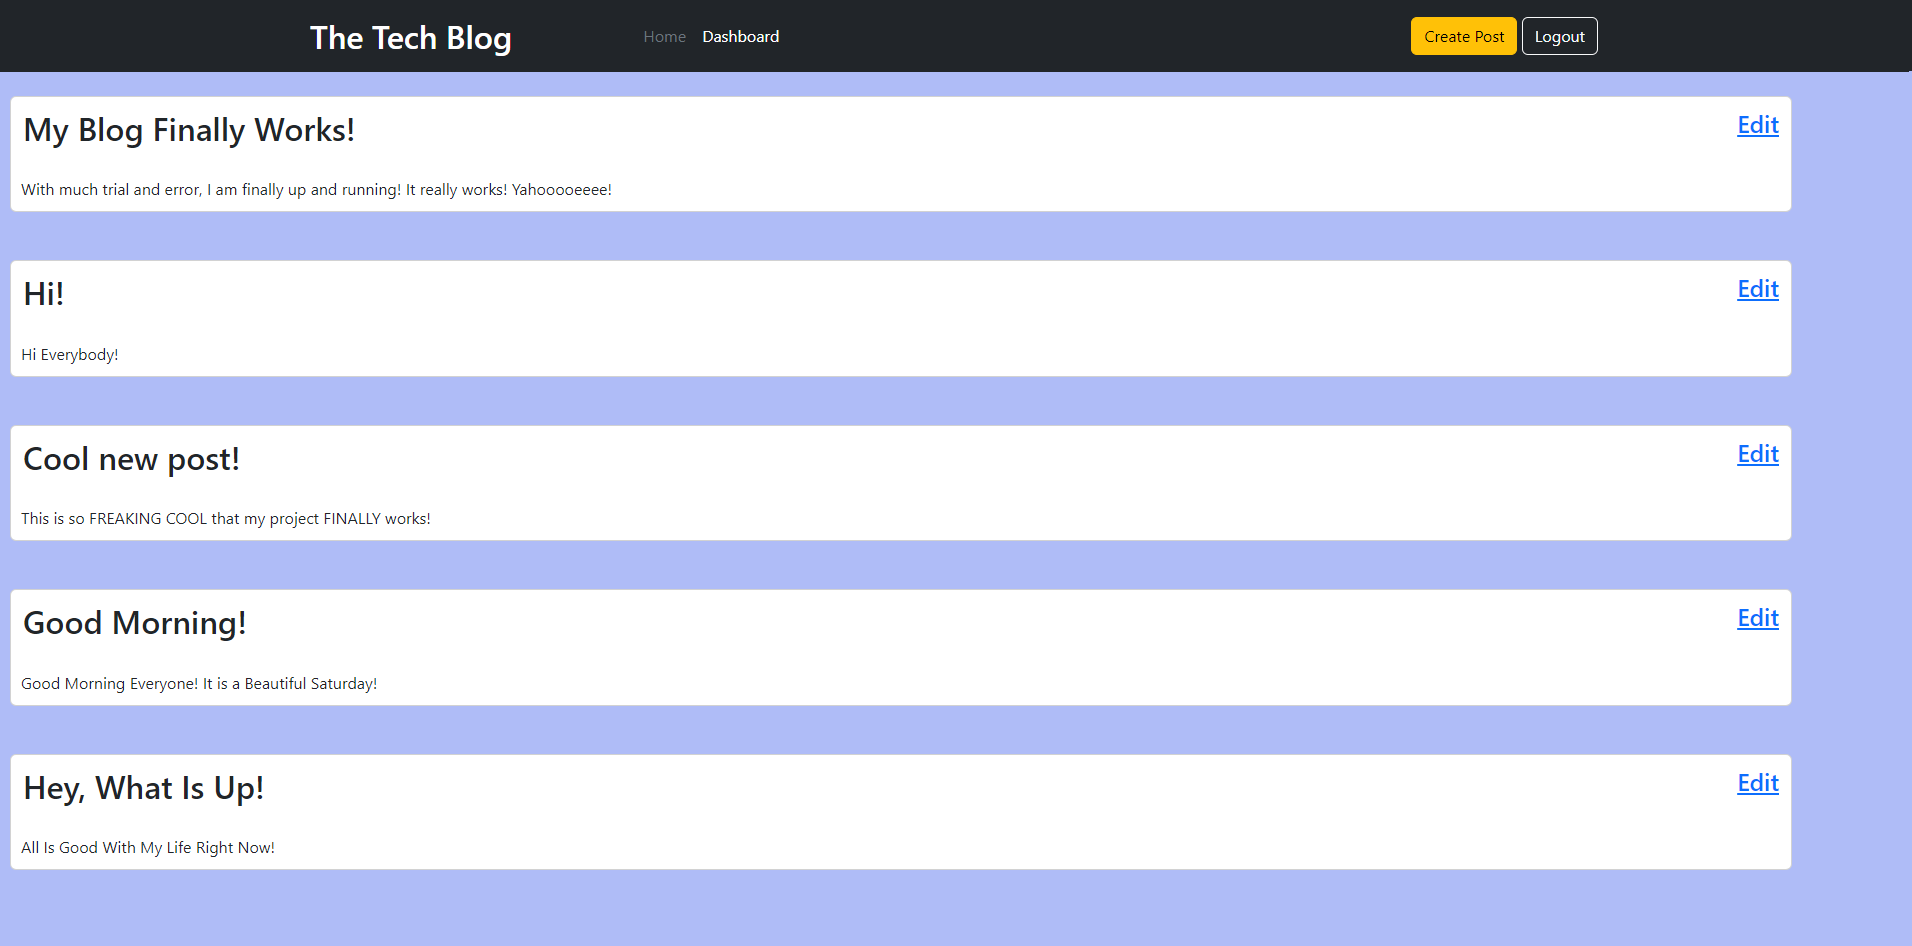 The Tech Blog Home Dashboard Create Post Logout
My Blog Finally Works! Edit
With much trial and error, I am finally up and running! It really works! Yahooooeeee!
Hi! Edit
Hi Everybody!
Cool new post! Edit
This is so FREAKING COOL that my project FINALLY works!
Good Morning! Edit
Good Morning Everyone! It is a Beautiful Saturday!
Hey, What Is Up! Edit
All Is Good With My Life Right Now!